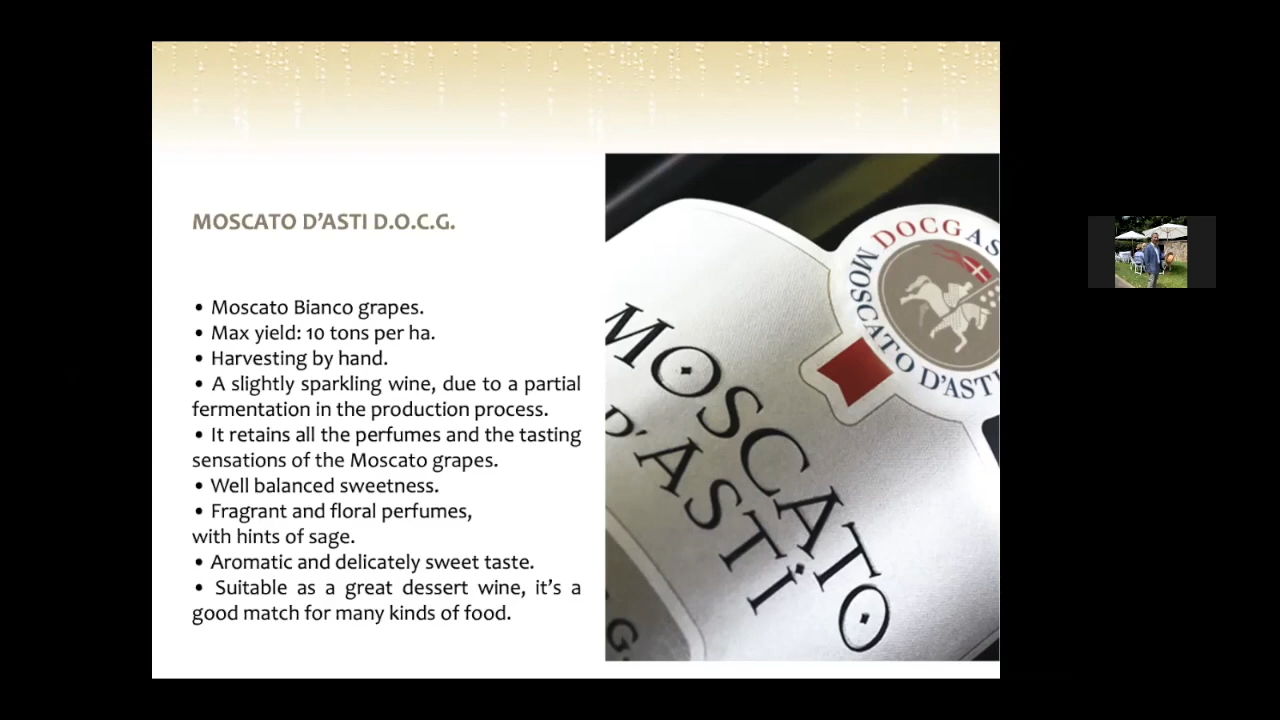 MOSCATO D'ASTI D.O.C.G.
• Moscato Bianco grapes.
• Max yield: 10 tons per ha.
• Harvesting by hand.
• A slightly sparkling wine, due to a partial
fermentation in the production process.
• It retains all the perfumes and the tasting
sensations of the Moscato grapes.
• Well balanced sweetness.
• Fragrant and floral perfumes,
with hints of sage.
• Aromatic and delicately sweet taste.
• Suitable as a great dessert wine, it's a
good match for many kinds of food.
DOCG AS
MOSCATO D'ASTI
MOSCATO
D'ASTI
.G.